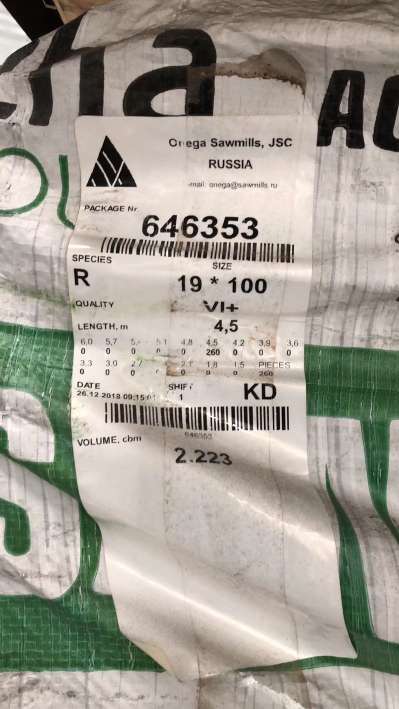 Onega Sawmills, JSC
RUSSIA
-mail: onega@sawmills.ru
PACKAGE Nr.
646353
SPECIES SIZE
R 19 * 100
QUALITY VI+
LENGTH, m 4,5
6,0 5,7 5,1 4,8 4,5 4,2 3,9 3,6
0 0 0 0 0 260 0 0 0
3,3 3,0 2,7 2,1 1,8 1,5 PIECES
0 0 0 0 0 0 260
DATE SHIFT KD
26.12 2018 09:15:01 1
646353
VOLUME, cbm
2.223